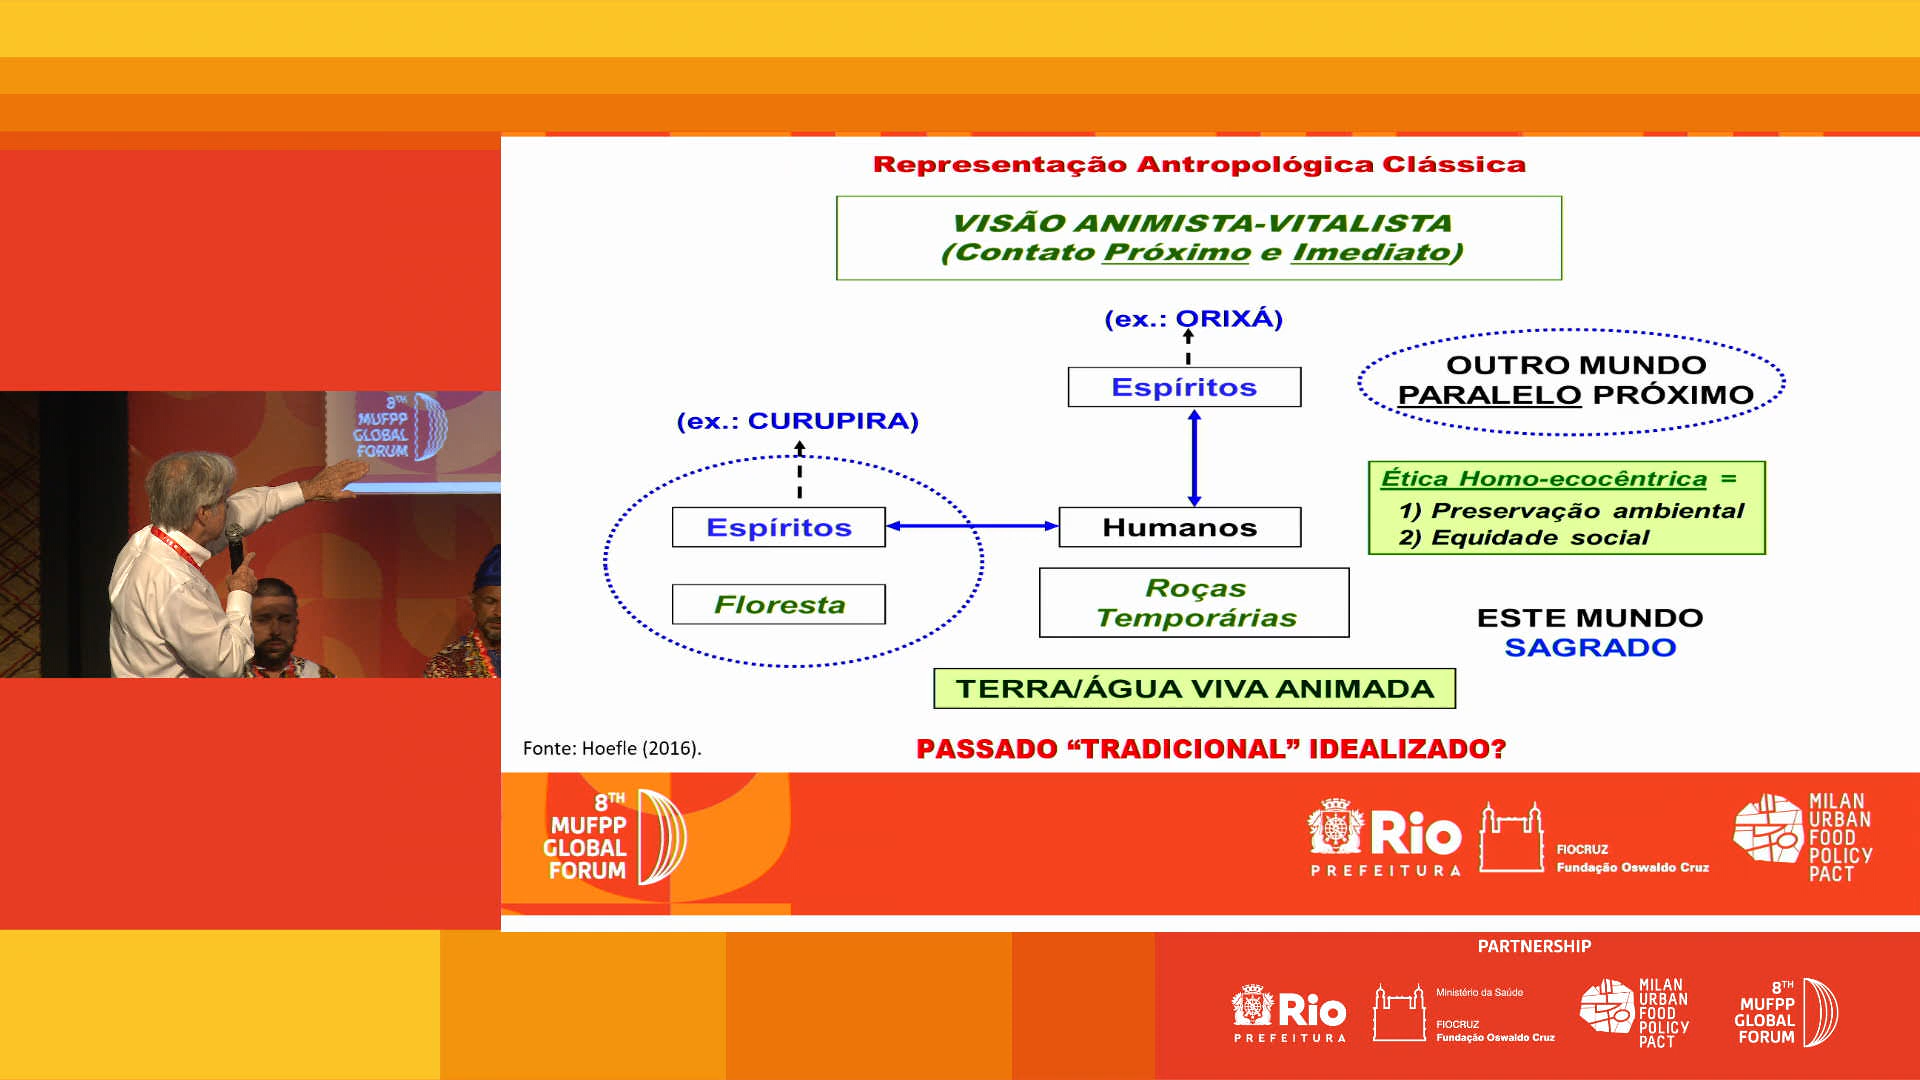 Representação Antropológica Clássica
VISÃO ANIMISTA-VITALISTA
(Contato Próximo e Imediato)
(ex.: ORIXÁ)
Espíritos
OUTRO MUNDO
PARALELO PRÓXIMO
(ex.: CURUPIRA)
Espíritos
Humanos
Ética Homo-ecocêntrica =
1) Preservação ambiental
2) Equidade social
Floresta
Roças
Temporárias
ESTE MUNDO
SAGRADO
TERRA/ÁGUA VIVA ANIMADA
Fonte: Hoefle (2016).
PASSADO “TRADICIONAL” IDEALIZADO?
8TH
MUFPP
GLOBAL
FORUM
8TH
MUFPP
GLOBAL
FORUM
Rio
PREFEITURA
FIOCRUZ
Fundação Oswaldo Cruz
MILAN
URBAN
FOOD
POLICY
PACT
PARTNERSHIP
Rio
PREFEITURA
Ministério da Saúde
FIOCRUZ
Fundação Oswaldo Cruz
MILAN
URBAN
FOOD
POLICY
PACT
8TH
MUFPP
GLOBAL
FORUM